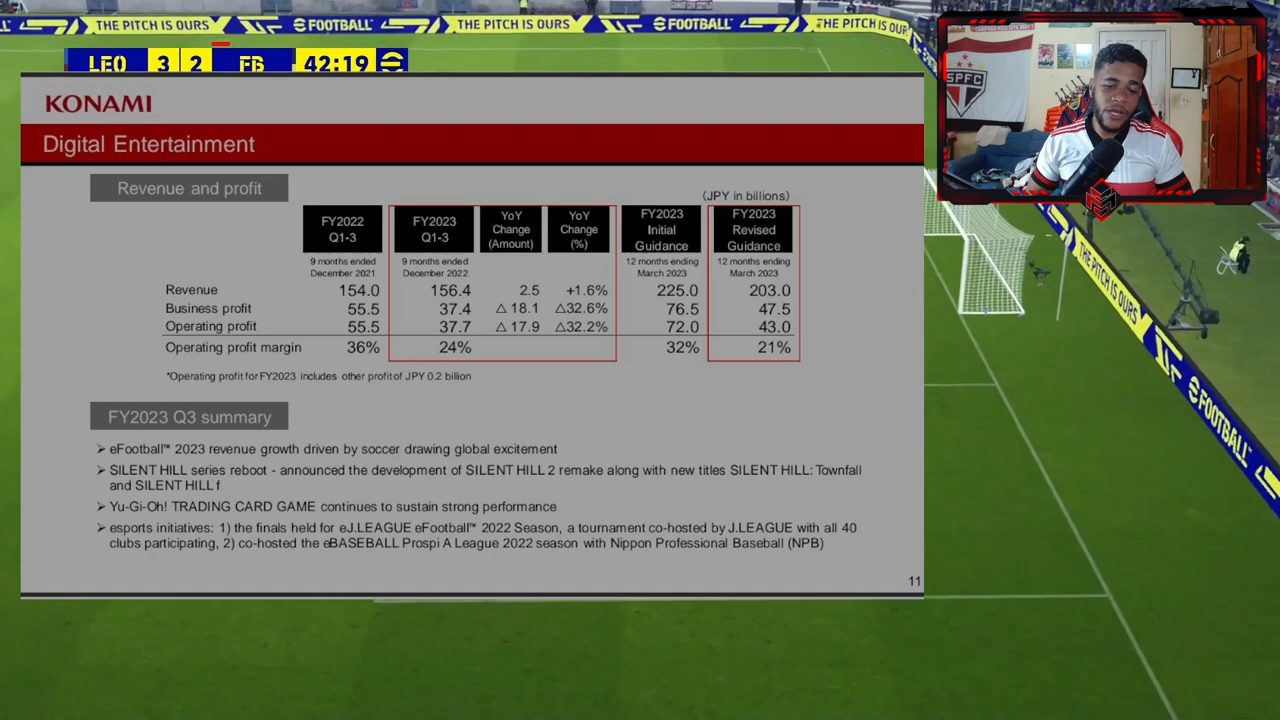 THE PITCH IS OURS
eFOOTBALL
THE PITCH IS OURS
eFOOTBALL
THE PITCH IS OUR
LEO 3 2 FB 42:19
KONAMI
Digital Entertainment
Revenue and profit
(JPY in billions)
FY2022 Q1-3
FY2023 Q1-3
YoY Change (Amount)
YoY Change (%)
FY2023 Initial Guidance
FY2023 Revised Guidance
9 months ended December 2021
9 months ended December 2022
12 months ending March 2023
12 months ending March 2023
Revenue 154.0 156.4 2.5 +1.6% 225.0 203.0
Business profit 55.5 37.4 △ 18.1 △32.6% 76.5 47.5
Operating profit 55.5 37.7 △ 17.9 △32.2% 72.0 43.0
Operating profit margin 36% 24% 32% 21%
*Operating profit for FY2023 includes other profit of JPY 0.2 billion
FY2023 Q3 summary
➢ eFootball™ 2023 revenue growth driven by soccer drawing global excitement
➢ SILENT HILL series reboot - announced the development of SILENT HILL 2 remake along with new titles SILENT HILL: Townfall
and SILENT HILL f
➢ Yu-Gi-Oh! TRADING CARD GAME continues to sustain strong performance
➢ esports initiatives: 1) the finals held for eJ.LEAGUE eFootball™ 2022 Season, a tournament co-hosted by J.LEAGUE with all 40
clubs participating, 2) co-hosted the eBASEBALL Prospi A League 2022 season with Nippon Professional Baseball (NPB)
11
SPFC
THE PITCH IS OURS
eFOOTBALL